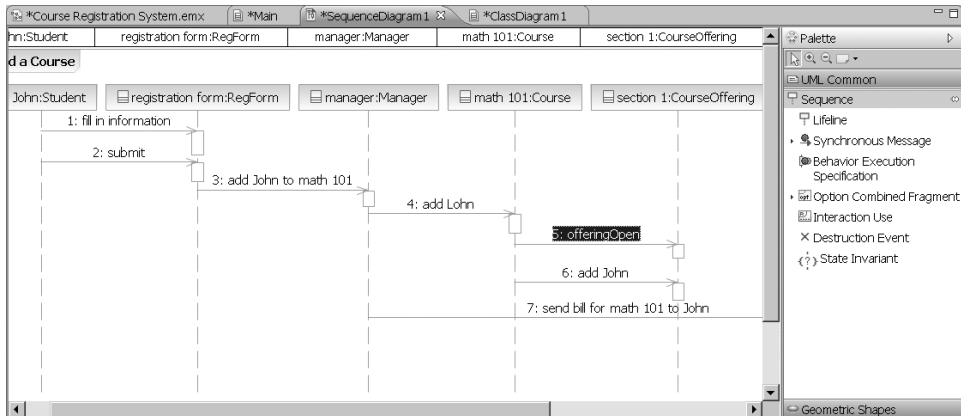 *Course Registration System.emx
*Main
*SequenceDiagram1
*ClassDiagram1
hn:Student
registration form:RegForm
manager:Manager
math 101:Course
section 1:CourseOffering
d a Course
John:Student
registration form:RegForm
manager:Manager
math 101:Course
section 1:CourseOffering
1: fill in information
2: submit
3: add John to math 101
4: add Lohn
5: offeringOpen
6: add John
7: send bill for math 101 to John
Palette
UML Common
Sequence
Lifeline
Synchronous Message
Behavior Execution
Specification
Option Combined Fragment
Interaction Use
Destruction Event
State Invariant
Geometric Shapes